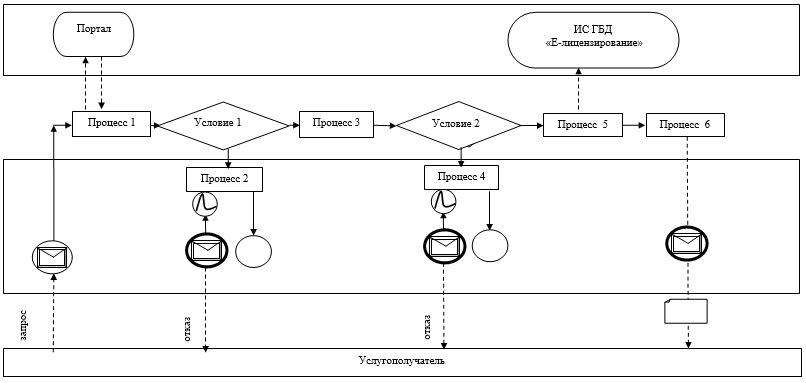 Портал
ИС ГБД
«Е-лицензирование»
Процесс 1
Условие 1
Процесс 3
Условие 2
Процесс 5
Процесс 6
Процесс 2
Процесс 4
запрос
отказ
отказ
Услугополучатель